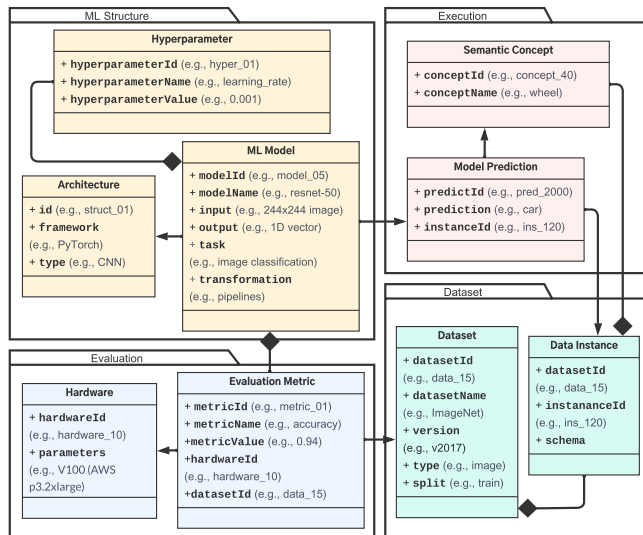 ML Structure
Hyperparameter
+ hyperparameterId (e.g., hyper_01)
+ hyperparameterName (e.g., learning_rate)
+ hyperparameterValue (e.g., 0.001)
ML Model
+ modelId (e.g., model_05)
+ modelName (e.g., resnet-50)
+ input (e.g., 244x244 image)
+ output (e.g., 1D vector)
+ task
(e.g., image classification)
+ transformation
(e.g., pipelines)
Architecture
+ id (e.g., struct_01)
+ framework
(e.g., PyTorch)
+ type (e.g., CNN)
Execution
Semantic Concept
+ conceptId (e.g., concept_40)
+ conceptName (e.g., wheel)
Model Prediction
+ predictId (e.g., pred_2000)
+ prediction (e.g., car)
+ instanceId (e.g., ins_120)
Evaluation
Hardware
+ hardwareId
(e.g., hardware_10)
+ parameters
(e.g., V100 (AWS
p3.2xlarge)
Evaluation Metric
+ metricId (e.g., metric_01)
+ metricName (e.g., accuracy)
+metricValue (e.g., 0.94)
+hardwareId
(e.g., hardware_10)
+datasetId (e.g., data_15)
Dataset
Dataset
+ datasetId
(e.g., data_15)
+ datasetName
(e.g., ImageNet)
+ version
(e.g., v2017)
+ type (e.g., image)
+ split (e.g., train)
Data Instance
+ datasetId
(e.g., data_15)
+ instananceId
(e.g., ins_120)
+ schema